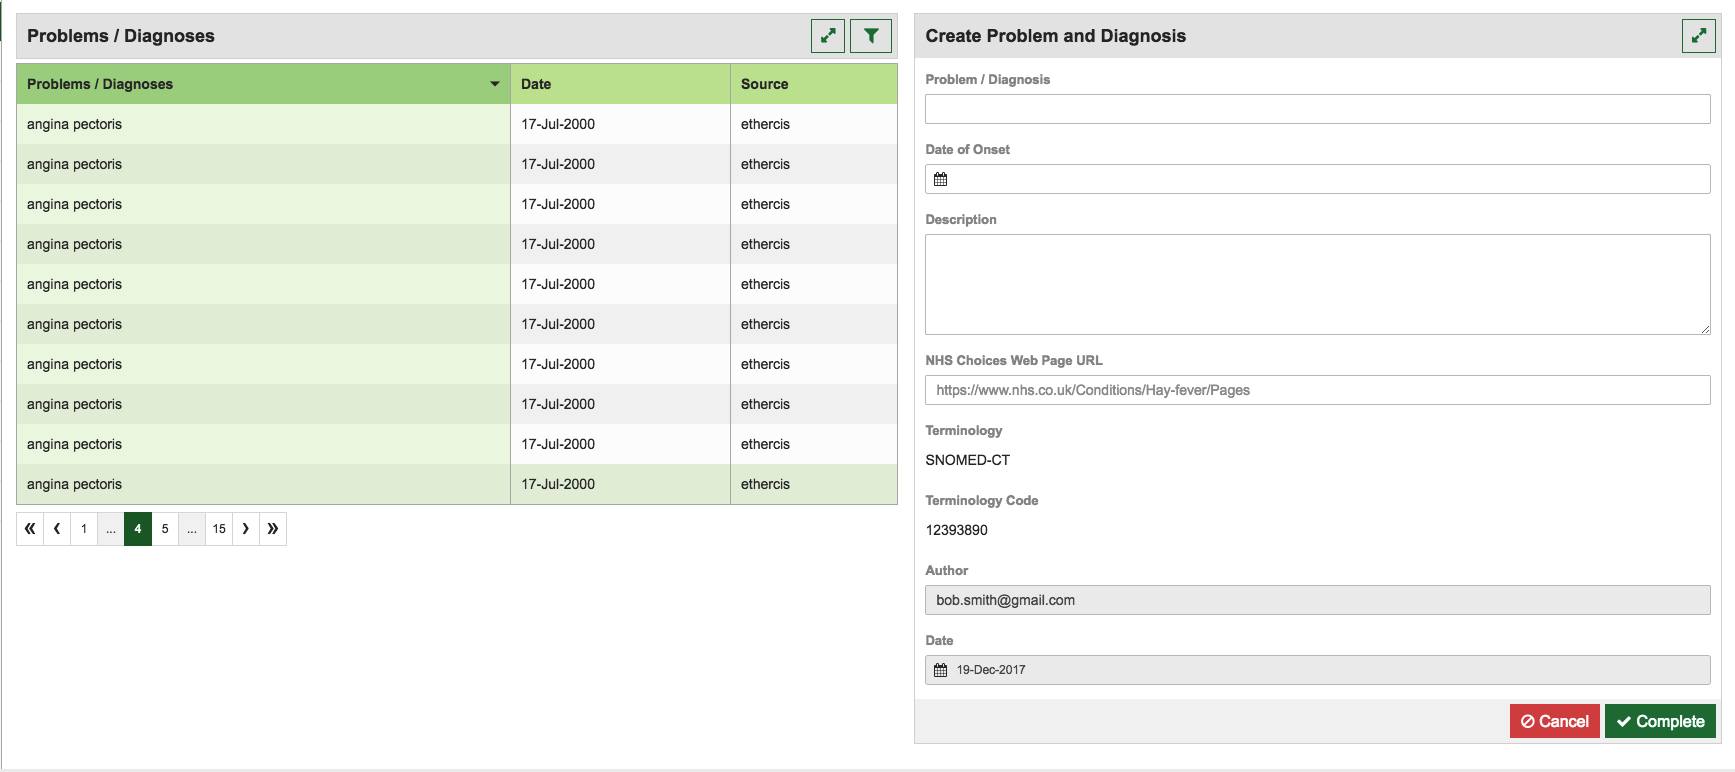 Problems / Diagnoses
Problems / Diagnoses Date Source
angina pectoris 17-Jul-2000 ethercis
angina pectoris 17-Jul-2000 ethercis
angina pectoris 17-Jul-2000 ethercis
angina pectoris 17-Jul-2000 ethercis
angina pectoris 17-Jul-2000 ethercis
angina pectoris 17-Jul-2000 ethercis
angina pectoris 17-Jul-2000 ethercis
angina pectoris 17-Jul-2000 ethercis
angina pectoris 17-Jul-2000 ethercis
angina pectoris 17-Jul-2000 ethercis
« ‹ 1 ... 4 5 ... 15 › »
Create Problem and Diagnosis
Problem / Diagnosis
Date of Onset
Description
NHS Choices Web Page URL
https://www.nhs.co.uk/Conditions/Hay-fever/Pages
Terminology
SNOMED-CT
Terminology Code
12393890
Author
bob.smith@gmail.com
Date
19-Dec-2017
Cancel Complete